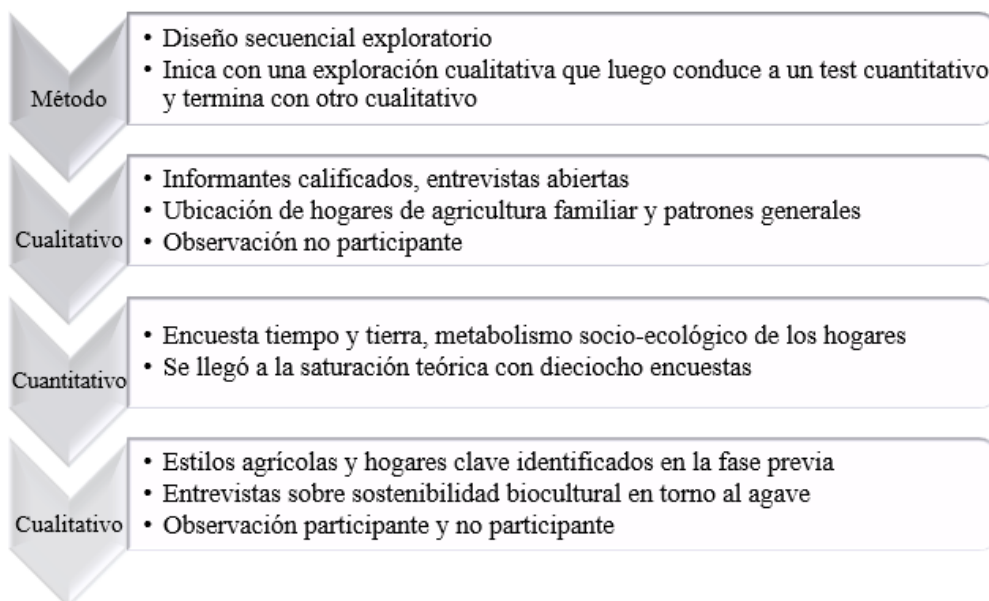 Método
• Diseño secuencial exploratorio
• Inica con una exploración cualitativa que luego conduce a un test cuantitativo
y termina con otro cualitativo
Cualitativo
• Informantes calificados, entrevistas abiertas
• Ubicación de hogares de agricultura familiar y patrones generales
• Observación no participante
Cuantitativo
• Encuesta tiempo y tierra, metabolismo socio-ecológico de los hogares
• Se llegó a la saturación teórica con dieciocho encuestas
Cualitativo
• Estilos agrícolas y hogares clave identificados en la fase previa
• Entrevistas sobre sostenibilidad biocultural en torno al agave
• Observación participante y no participante